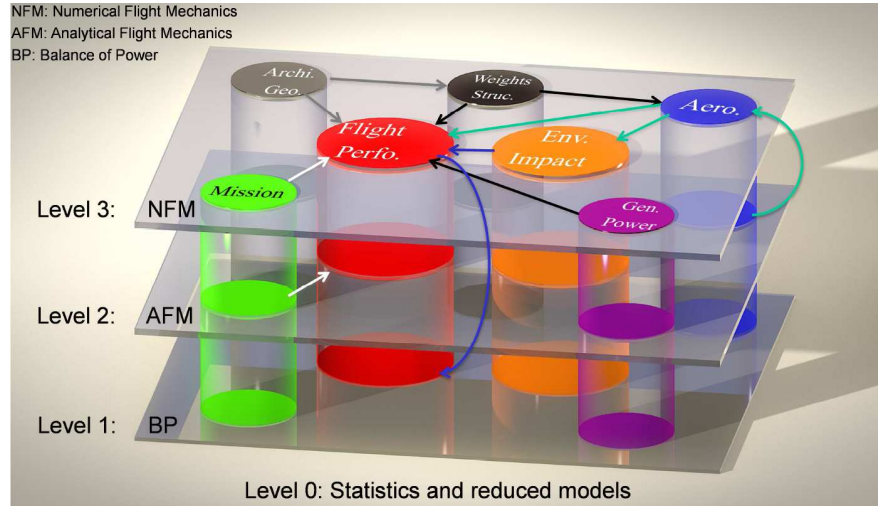 NFM: Numerical Flight Mechanics
AFM: Analytical Flight Mechanics
BP: Balance of Power
Archi.
Geo.
Weights
Struc.
Aero.
Flight
Perfo.
Env.
Impact
Mission
Gen.
Power
Level 3: NFM
Level 2: AFM
Level 1: BP
Level 0: Statistics and reduced models